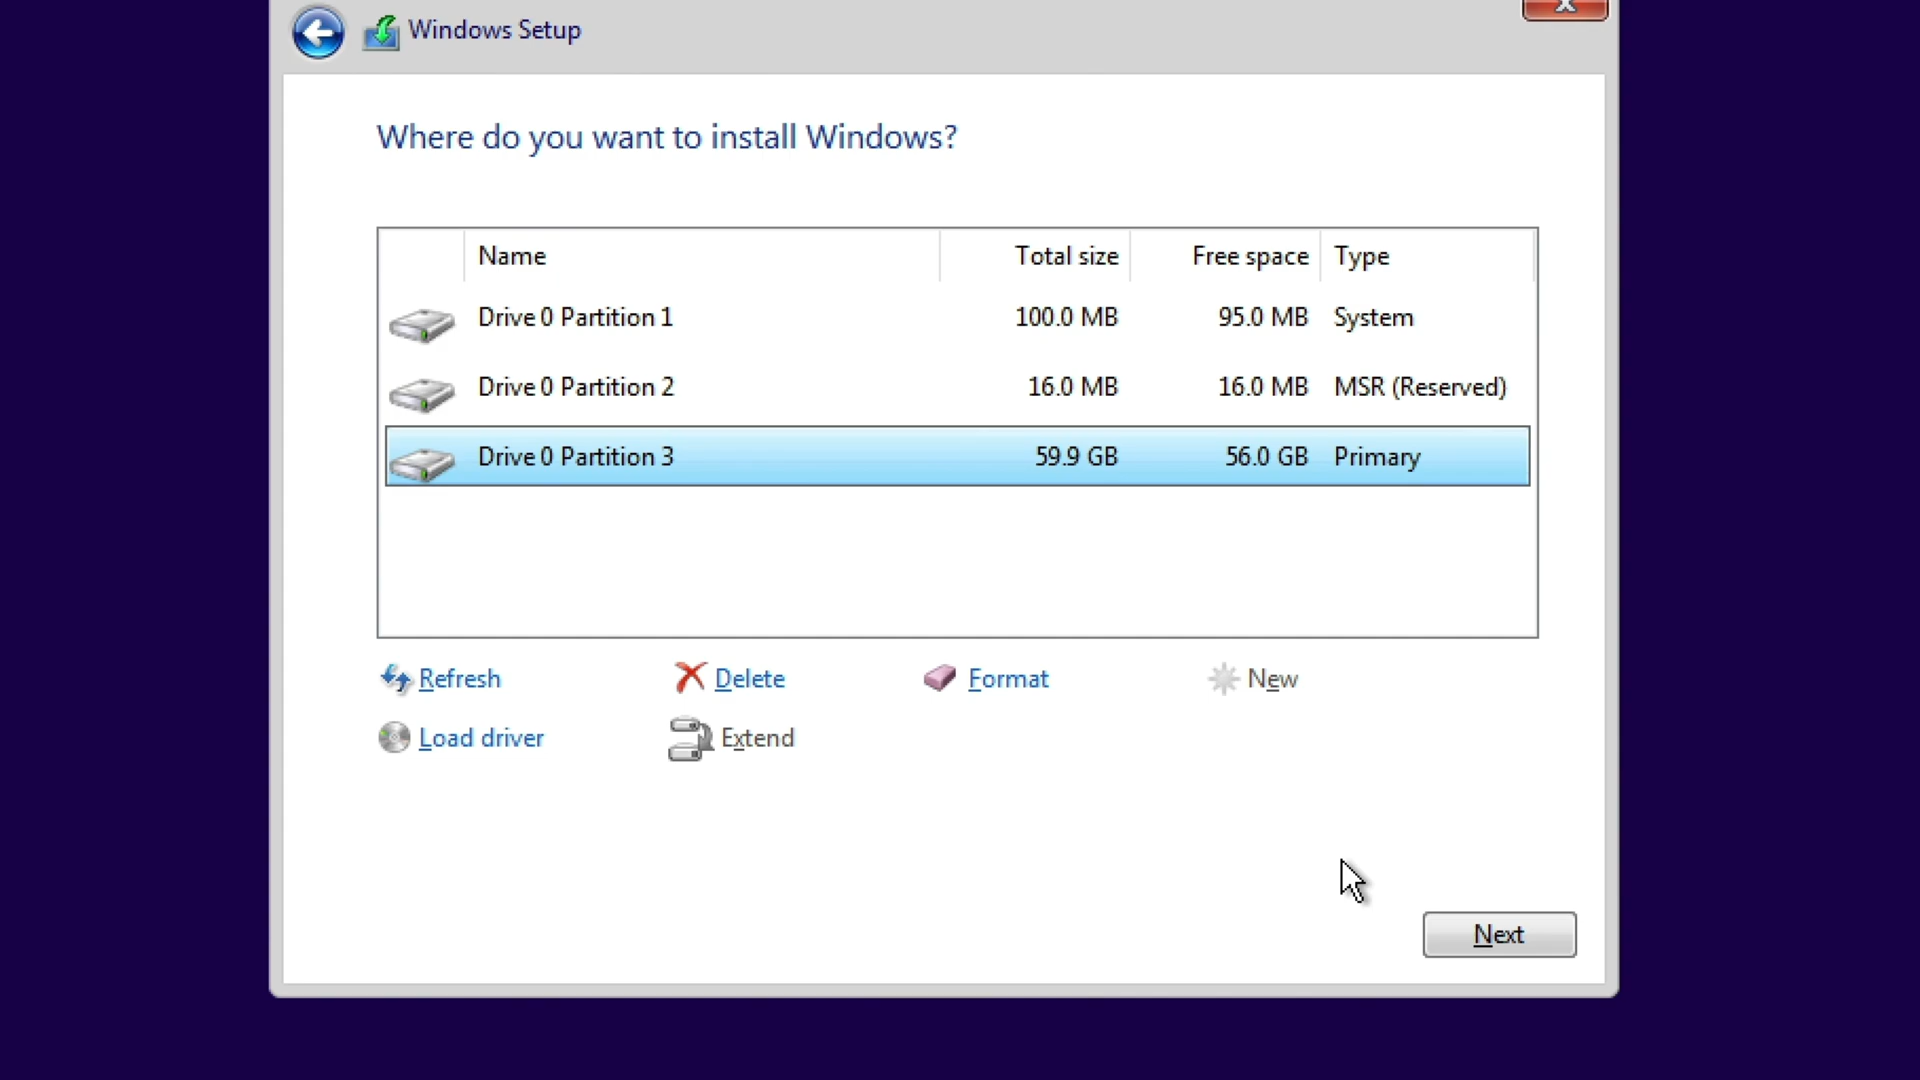 Windows Setup
x
Where do you want to install Windows?
Name Total size Free space Type
Drive 0 Partition 1 100.0 MB 95.0 MB System
Drive 0 Partition 2 16.0 MB 16.0 MB MSR (Reserved)
Drive 0 Partition 3 59.9 GB 56.0 GB Primary
Refresh Delete Format New
Load driver Extend
Next